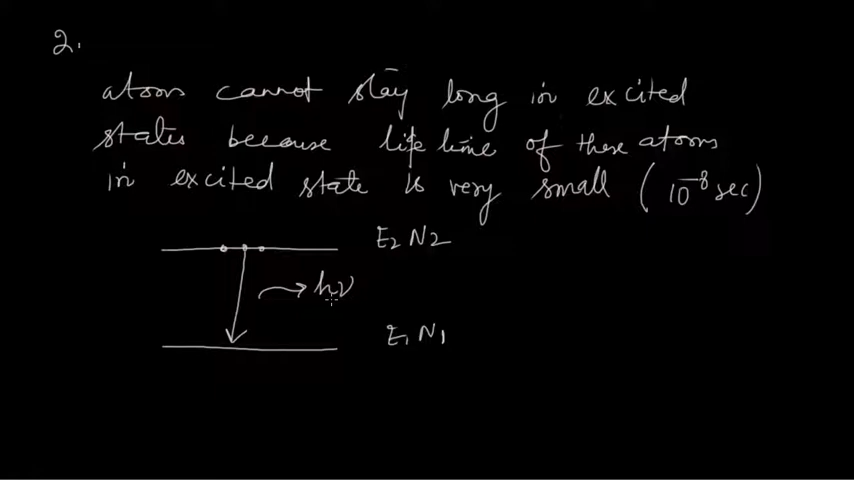 2.
atoms cannot stay long in excited
states because life time of these atoms
in excited state is very small (10⁻⁸ sec)
E₂ N2
hν
E₁ N₁